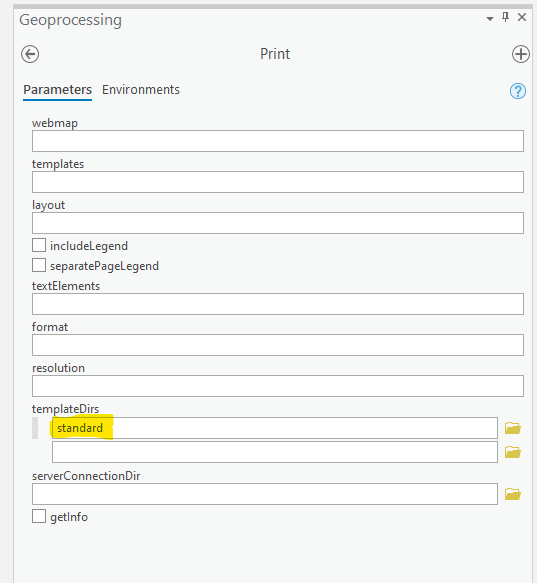 Geoprocessing
Print
Parameters Environments
webmap
templates
layout
includeLegend
separatePageLegend
textElements
format
resolution
templateDirs
standard
serverConnectionDir
getInfo